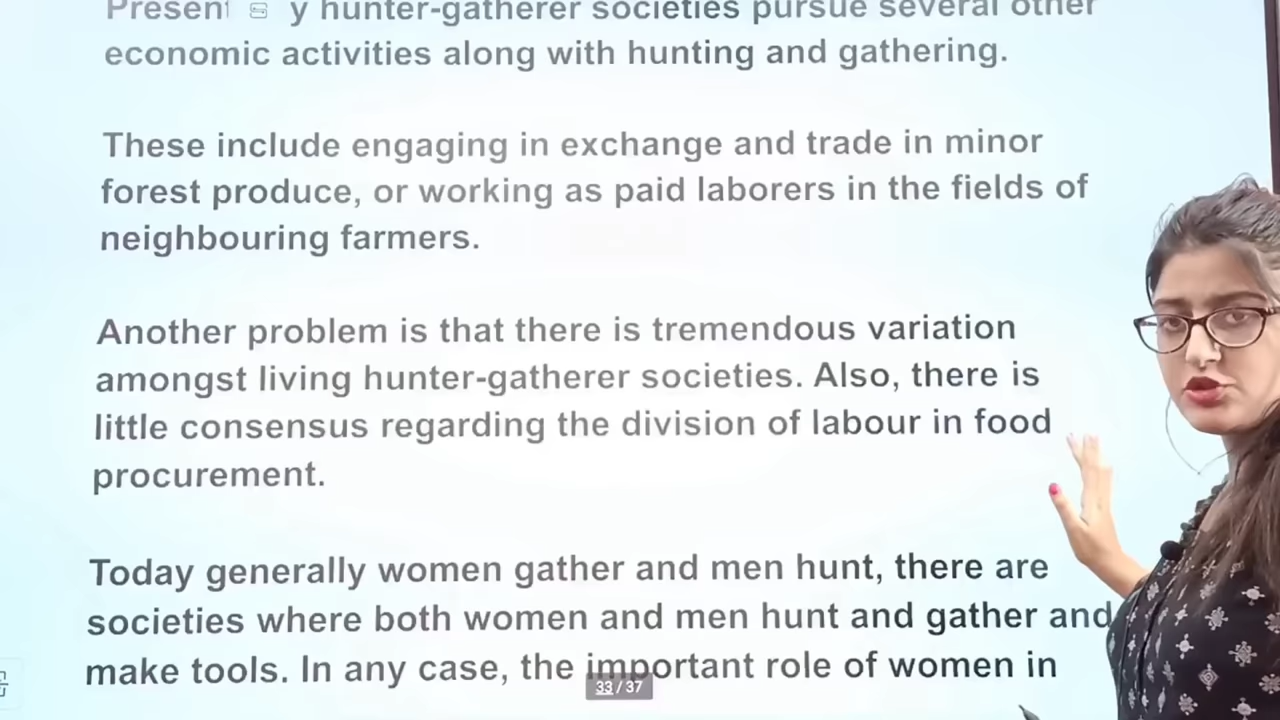 y hunter-gatherer societies pursue several other
economic activities along with hunting and gathering.
These include engaging in exchange and trade in minor
forest produce, or working as paid laborers in the fields of
neighbouring farmers.
Another problem is that there is tremendous variation
amongst living hunter-gatherer societies. Also, there is
little consensus regarding the division of labour in food
procurement.
Today generally women gather and men hunt, there are
societies where both women and men hunt and gather and
make tools. In any case, the important role of women in
33 / 37